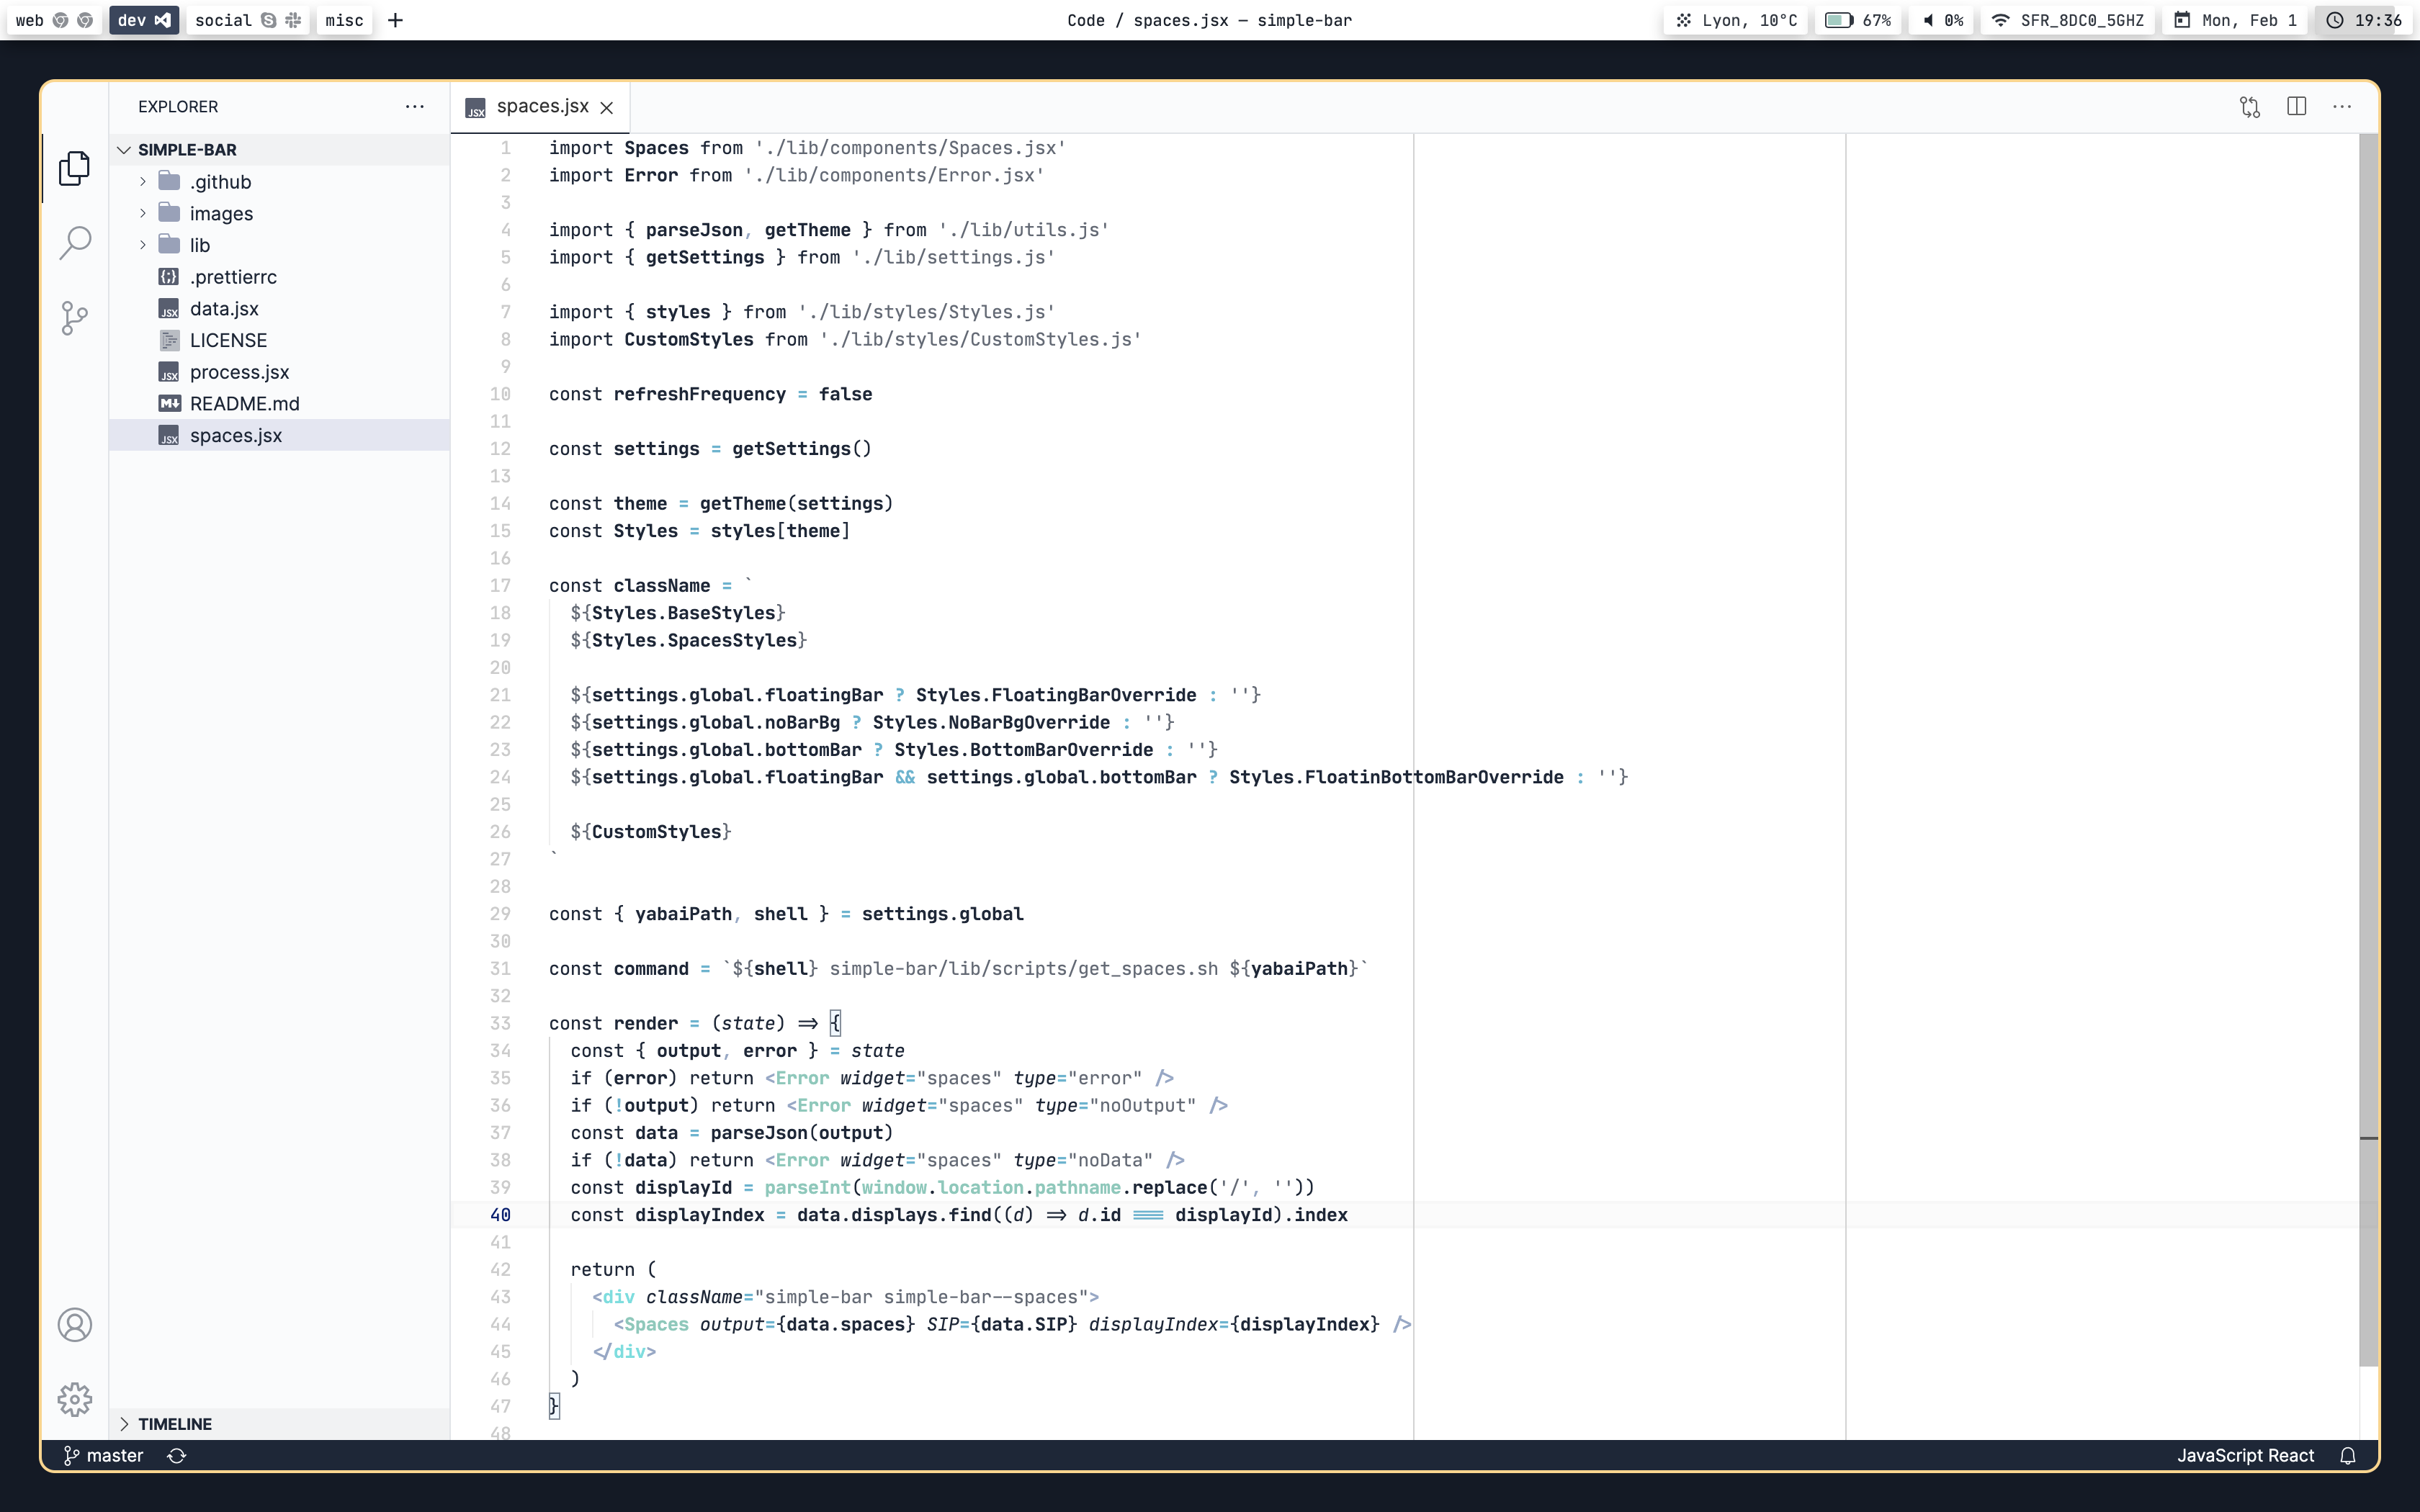 web dev social misc +
Code / spaces.jsx — simple-bar
Lyon, 10°C 67% 0% SFR_8DC0_5GHZ Mon, Feb 1 19:36
EXPLORER ···
SIMPLE-BAR
.github
images
lib
.prettierrc
data.jsx
LICENSE
process.jsx
README.md
spaces.jsx
TIMELINE
spaces.jsx
1 import Spaces from './lib/components/Spaces.jsx'
2 import Error from './lib/components/Error.jsx'
3
4 import { parseJson, getTheme } from './lib/utils.js'
5 import { getSettings } from './lib/settings.js'
6
7 import { styles } from './lib/styles/Styles.js'
8 import CustomStyles from './lib/styles/CustomStyles.js'
9
10 const refreshFrequency = false
11
12 const settings = getSettings()
13
14 const theme = getTheme(settings)
15 const Styles = styles[theme]
16
17 const className = `
18 ${Styles.BaseStyles}
19 ${Styles.SpacesStyles}
20
21 ${settings.global.floatingBar ? Styles.FloatingBarOverride : ''}
22 ${settings.global.noBarBg ? Styles.NoBarBgOverride : ''}
23 ${settings.global.bottomBar ? Styles.BottomBarOverride : ''}
24 ${settings.global.floatingBar && settings.global.bottomBar ? Styles.FloatinBottomBarOverride : ''}
25
26 ${CustomStyles}
27 `
28
29 const { yabaiPath, shell } = settings.global
30
31 const command = `${shell} simple-bar/lib/scripts/get_spaces.sh ${yabaiPath}`
32
33 const render = (state) => {
34 const { output, error } = state
35 if (error) return <Error widget="spaces" type="error" />
36 if (!output) return <Error widget="spaces" type="noOutput" />
37 const data = parseJson(output)
38 if (!data) return <Error widget="spaces" type="noData" />
39 const displayId = parseInt(window.location.pathname.replace('/', ''))
40 const displayIndex = data.displays.find((d) => d.id === displayId).index
41
42 return (
43 <div className="simple-bar simple-bar--spaces">
44 <Spaces output={data.spaces} SIP={data.SIP} displayIndex={displayIndex} />
45 </div>
46 )
47 }
48
master
JavaScript React